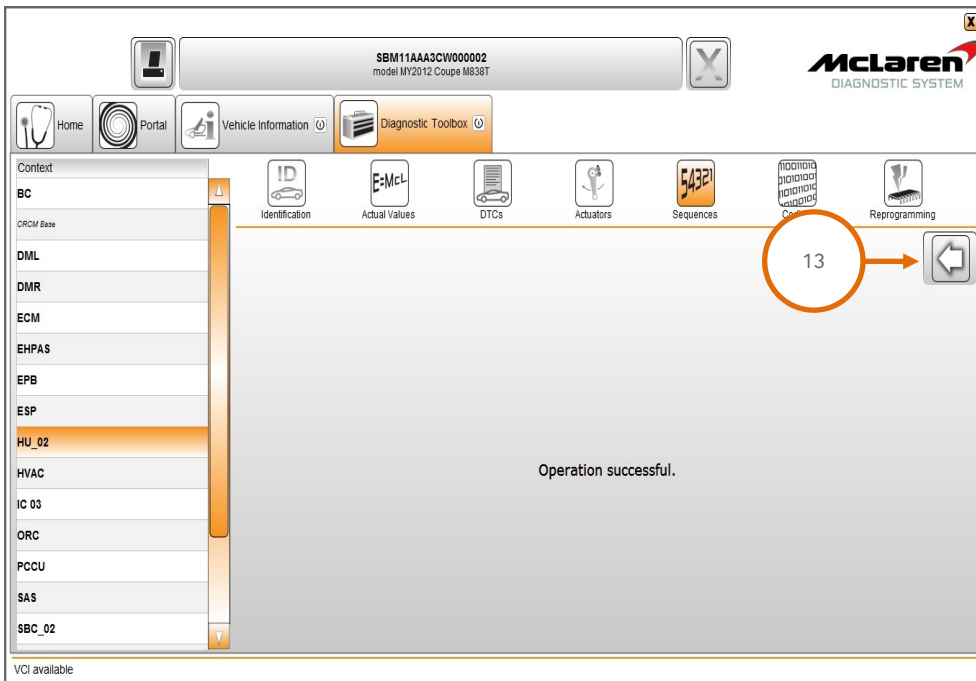 X
SBM11AAA3CW000002
model MY2012 Coupe M838T
X
McLaren
DIAGNOSTIC SYSTEM
Home
Portal
Vehicle Information
Diagnostic Toolbox
Context
BC
CRCM Base
DML
DMR
ECM
EHPAS
EPB
ESP
HU_02
HVAC
IC 03
ORC
PCCU
SAS
SBC_02
ID
Identification
E=McL
Actual Values
DTCs
Actuators
54321
Sequences
Reprogramming
13
Operation successful.
VCI available